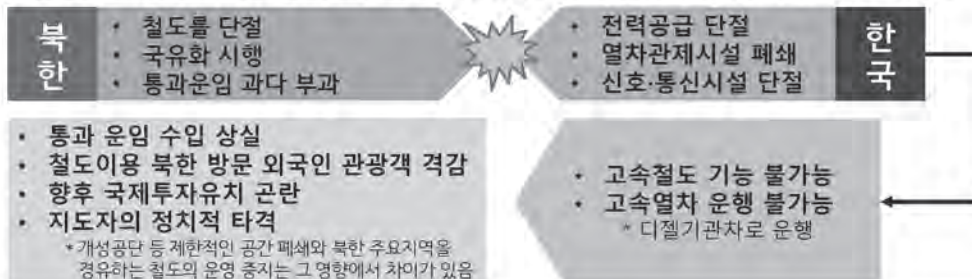 북한
• 철도를 단절
• 국유화 시행
• 통과운임 과다 부과
• 전력공급 단절
• 열차관제시설 폐쇄
• 신호·통신시설 단절
한국
• 통과 운임 수입 상실
• 철도이용 북한 방문 외국인 관광객 격감
• 향후 국제투자유치 곤란
• 지도자의 정치적 타격
* 개성공단 등 제한적인 공간 폐쇄와 북한 주요지역을
경유하는 철도의 운영 중지는 그 영향에서 차이가 있음
• 고속철도 기능 불가능
• 고속열차 운행 불가능
* 디젤기관차로 운행